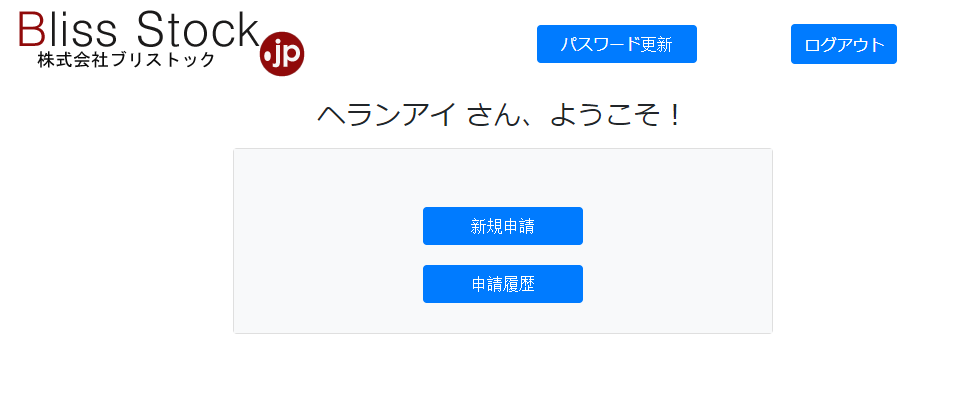 Bliss Stock
.jp
株式会社ブリストック
パスワード更新
ログアウト
ヘランアイ さん、ようこそ！
新規申請
申請履歴